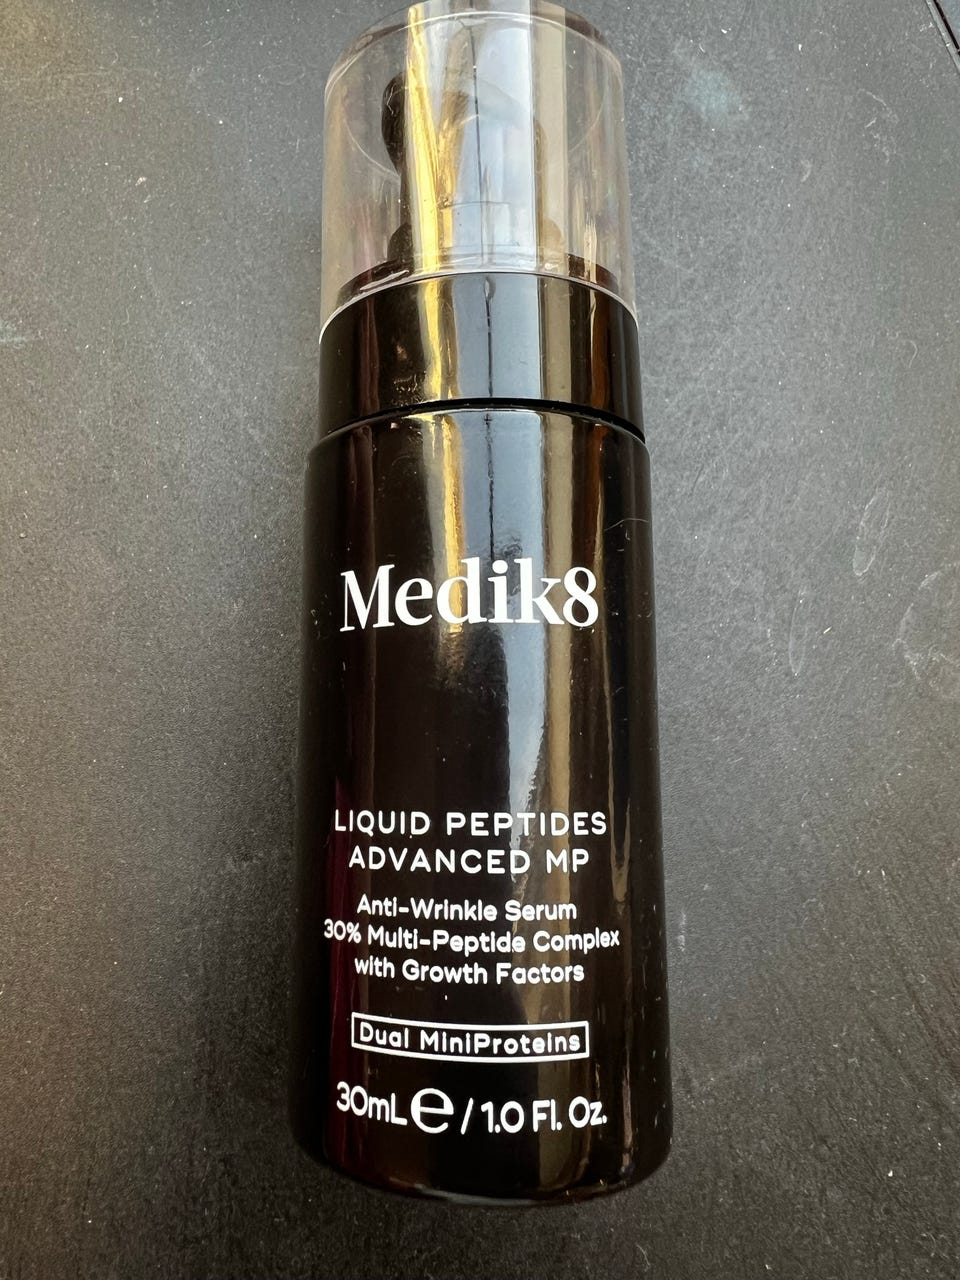 Medik8
LIQUID PEPTIDES
ADVANCED MP
Anti-Wrinkle Serum
30% Multi-Peptide Complex
with Growth Factors
Dual MiniProteins
30mL ℮ / 1.0 Fl. Oz.